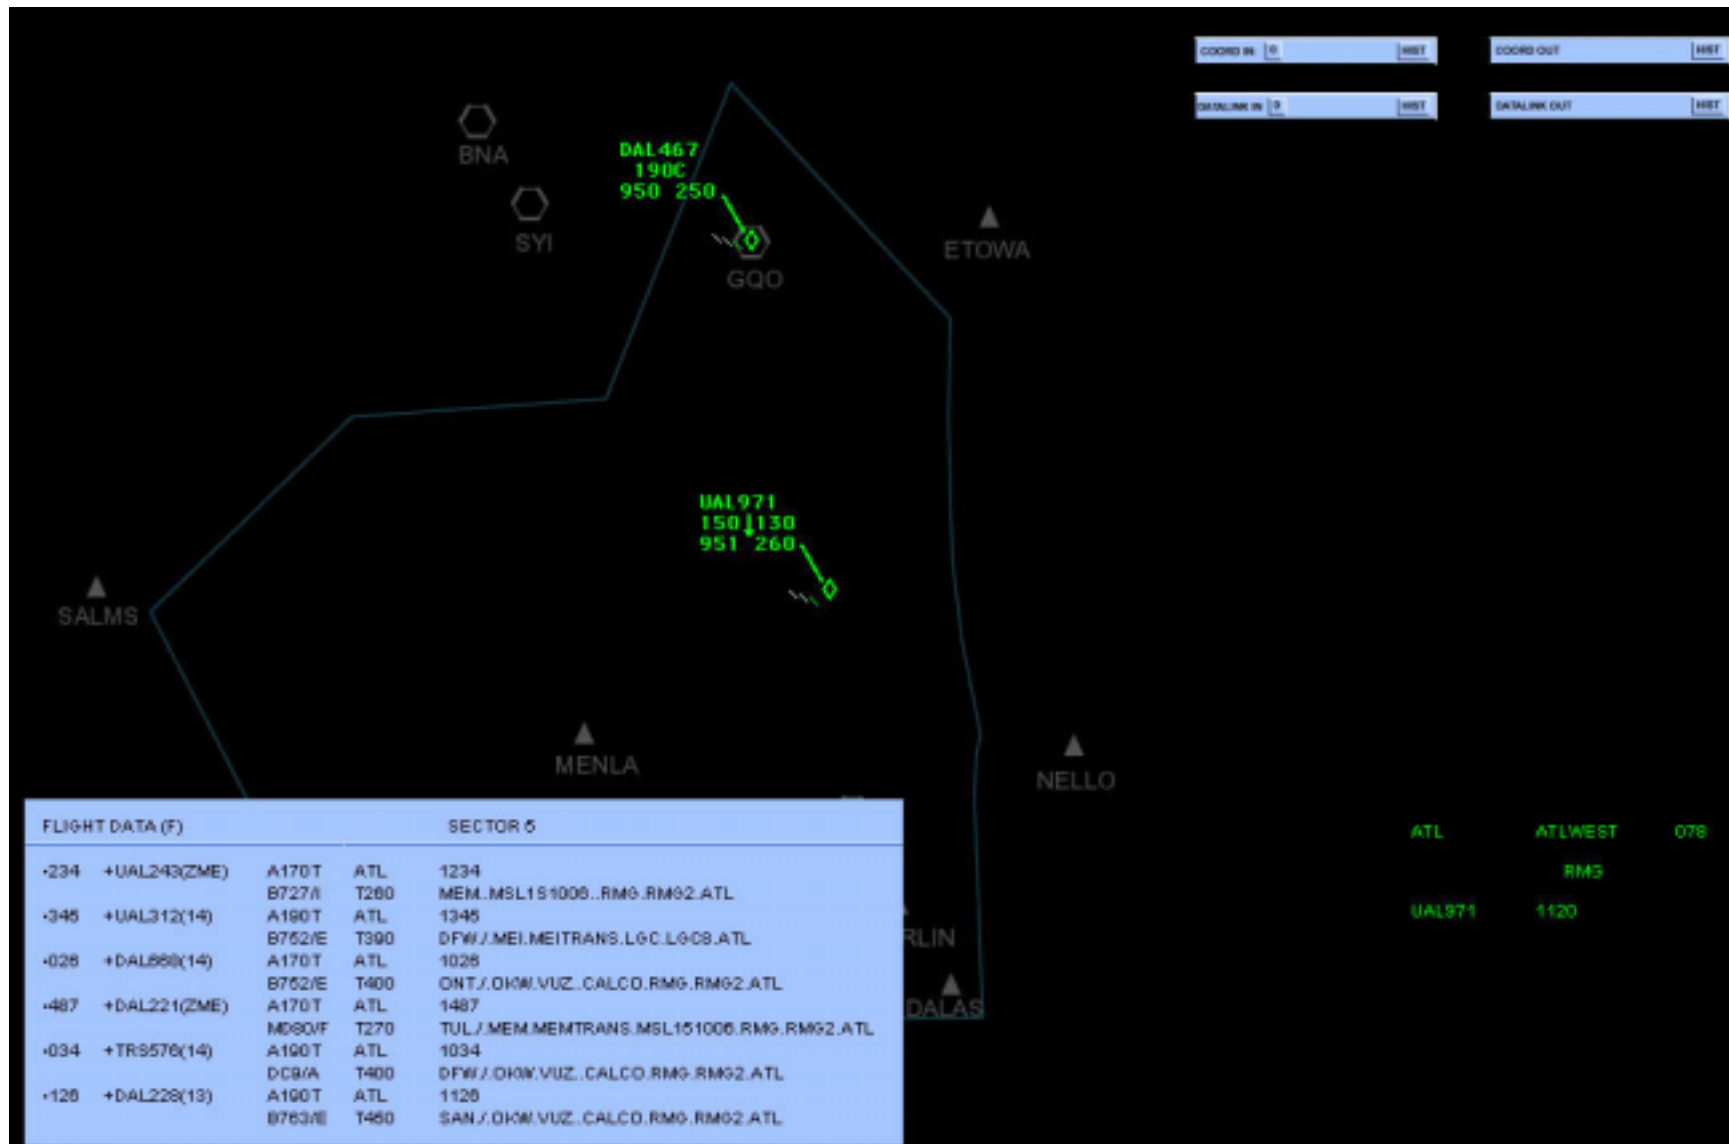 COORD IN 0 HIST COORD OUT HIST
DATALINK IN 0 HIST DATALINK OUT HIST
BNA
DAL467
190C
950 250
SYI
ETOWA
GQO
UAL971
150↓130
951 260
SALMS
MENLA
NELLO
FLIGHT DATA (F) SECTOR 5
ATL ATLWEST 078
RMG
UAL971 1120
-234 +UAL243(ZME) A170T ATL 1234
B727/I T280 MEM..MSL1S1006..RMG.RMG2.ATL
-345 +UAL312(14) A190T ATL 1345
B752/E T390 DFW./.MEI.MEITRANS.LGC.LGC8.ATL
RLIN
-026 +DAL668(14) A170T ATL 1026
B752/E T400 ONT./.OKW.VUZ..CALCO.RMG.RMG2.ATL
-487 +DAL221(ZME) A170T ATL 1487
DALAS
MD80/F T270 TUL./.MEM.MEMTRANS.MSL151006.RMG.RMG2.ATL
-034 +TRS576(14) A190T ATL 1034
DC9/A T400 DFW./.OKW.VUZ..CALCO.RMG.RMG2.ATL
-126 +DAL228(13) A190T ATL 1126
B763/E T450 SAN./.OKW.VUZ..CALCO.RMG.RMG2.ATL